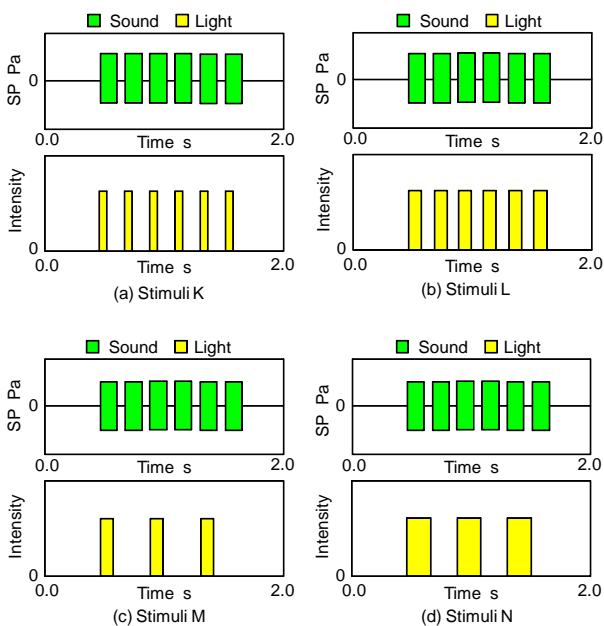 Sound Light
SP Pa
0
0.0 Time s 2.0
Intensity
0
0.0 Time s 2.0
(a) Stimuli K
Sound Light
SP Pa
0
0.0 Time s 2.0
Intensity
0
0.0 Time s 2.0
(b) Stimuli L
Sound Light
SP Pa
0
0.0 Time s 2.0
Intensity
0
0.0 Time s 2.0
(c) Stimuli M
Sound Light
SP Pa
0
0.0 Time s 2.0
Intensity
0
0.0 Time s 2.0
(d) Stimuli N